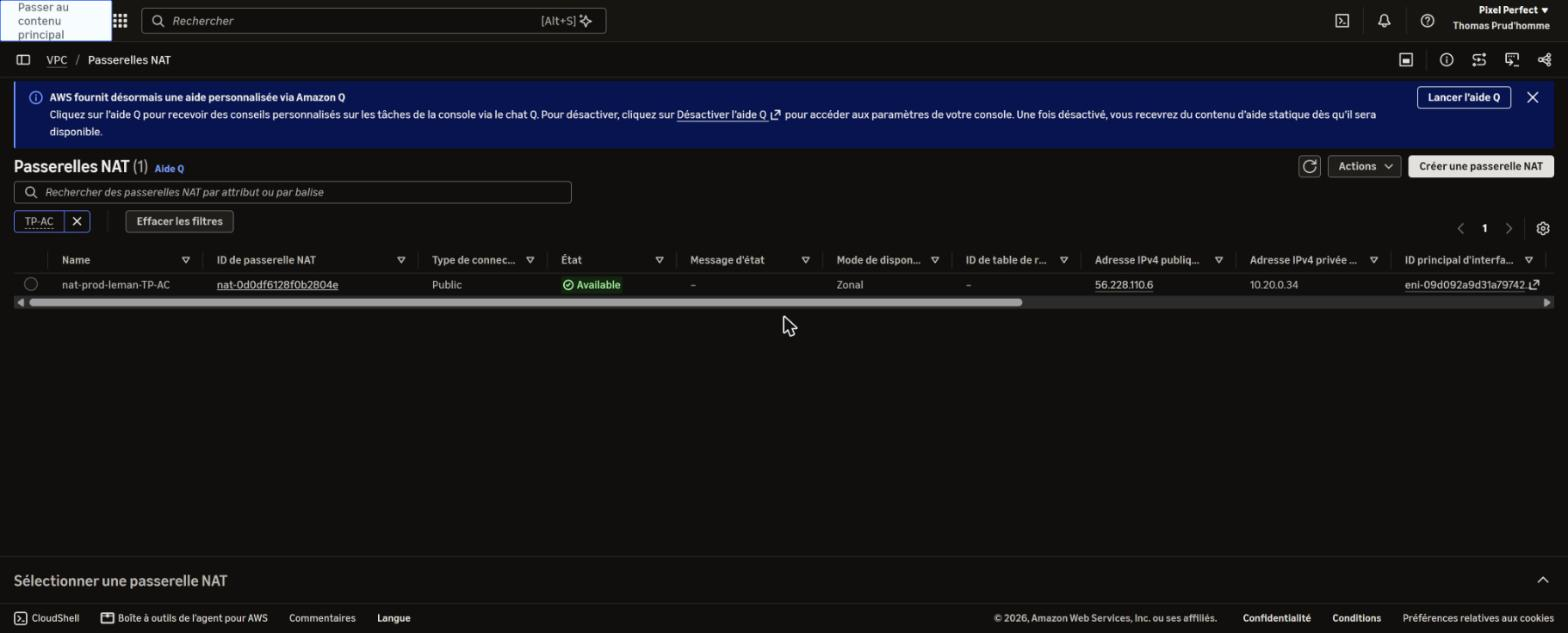 Passer au
contenu
principal
Rechercher
[Alt+S]
Pixel Perfect
Thomas Prud'homme
VPC / Passerelles NAT
AWS fournit désormais une aide personnalisée via Amazon Q
Cliquez sur l'aide Q pour recevoir des conseils personnalisés sur les tâches de la console via le chat Q. Pour désactiver, cliquez sur Désactiver l'aide Q pour accéder aux paramètres de votre console. Une fois désactivé, vous recevrez du contenu d'aide statique dès qu'il sera
disponible.
Lancer l'aide Q
Passerelles NAT (1) Aide Q
Actions
Créer une passerelle NAT
Rechercher des passerelles NAT par attribut ou par balise
TP-AC
Effacer les filtres
1
Name ID de passerelle NAT Type de connec... État Message d'état Mode de dispon... ID de table de r... Adresse IPv4 publiq... Adresse IPv4 privée ... ID principal d'interfa...
nat-prod-leman-TP-AC nat-0d0df6128f0b2804e Public Available – Zonal – 56.228.110.6 10.20.0.34 eni-09d092a9d31a79742
Sélectionner une passerelle NAT
CloudShell Boîte à outils de l'agent pour AWS Commentaires Langue © 2026, Amazon Web Services, Inc. ou ses affiliés. Confidentialité Conditions Préférences relatives aux cookies